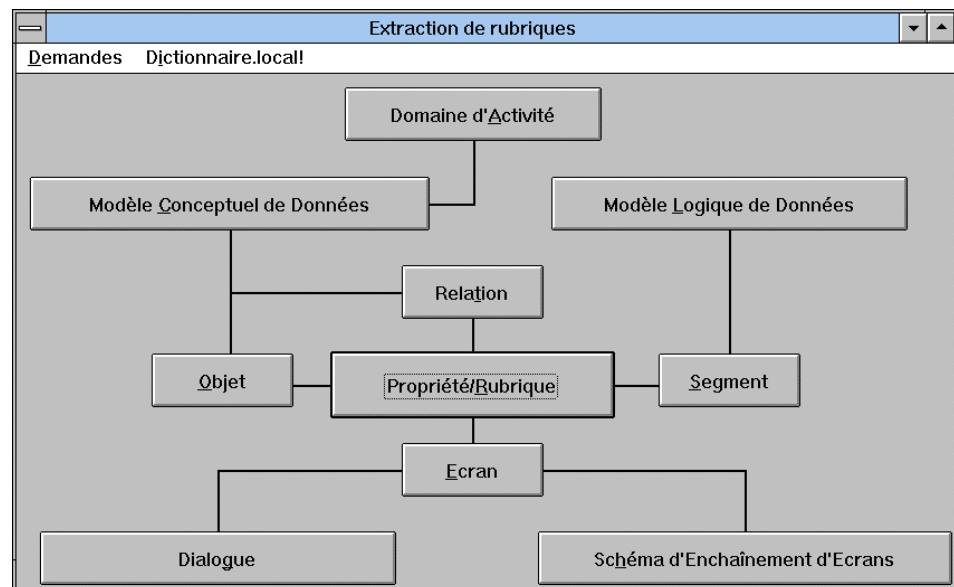 Extraction de rubriques
Demandes Dictionnaire.local!
Domaine d'Activité
Modèle Conceptuel de Données
Modèle Logique de Données
Relation
Objet
Propriété/Rubrique
Segment
Ecran
Dialogue
Schéma d'Enchaînement d'Ecrans